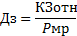 Дз = КЗотн / Рмр